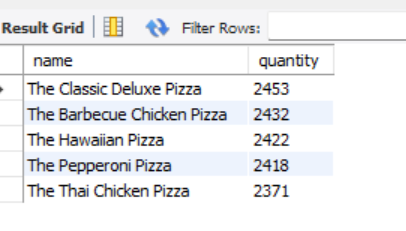 Result Grid Filter Rows:
name quantity
The Classic Deluxe Pizza 2453
The Barbecue Chicken Pizza 2432
The Hawaiian Pizza 2422
The Pepperoni Pizza 2418
The Thai Chicken Pizza 2371